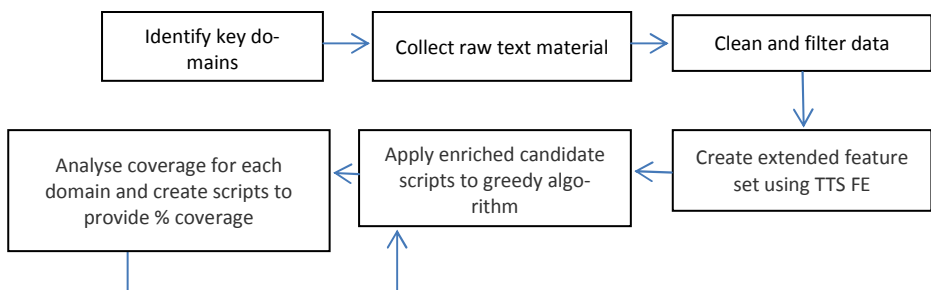 Identify key do-
mains
Collect raw text material
Clean and filter data
Create extended feature
set using TTS FE
Apply enriched candidate
scripts to greedy algo-
rithm
Analyse coverage for each
domain and create scripts to
provide % coverage